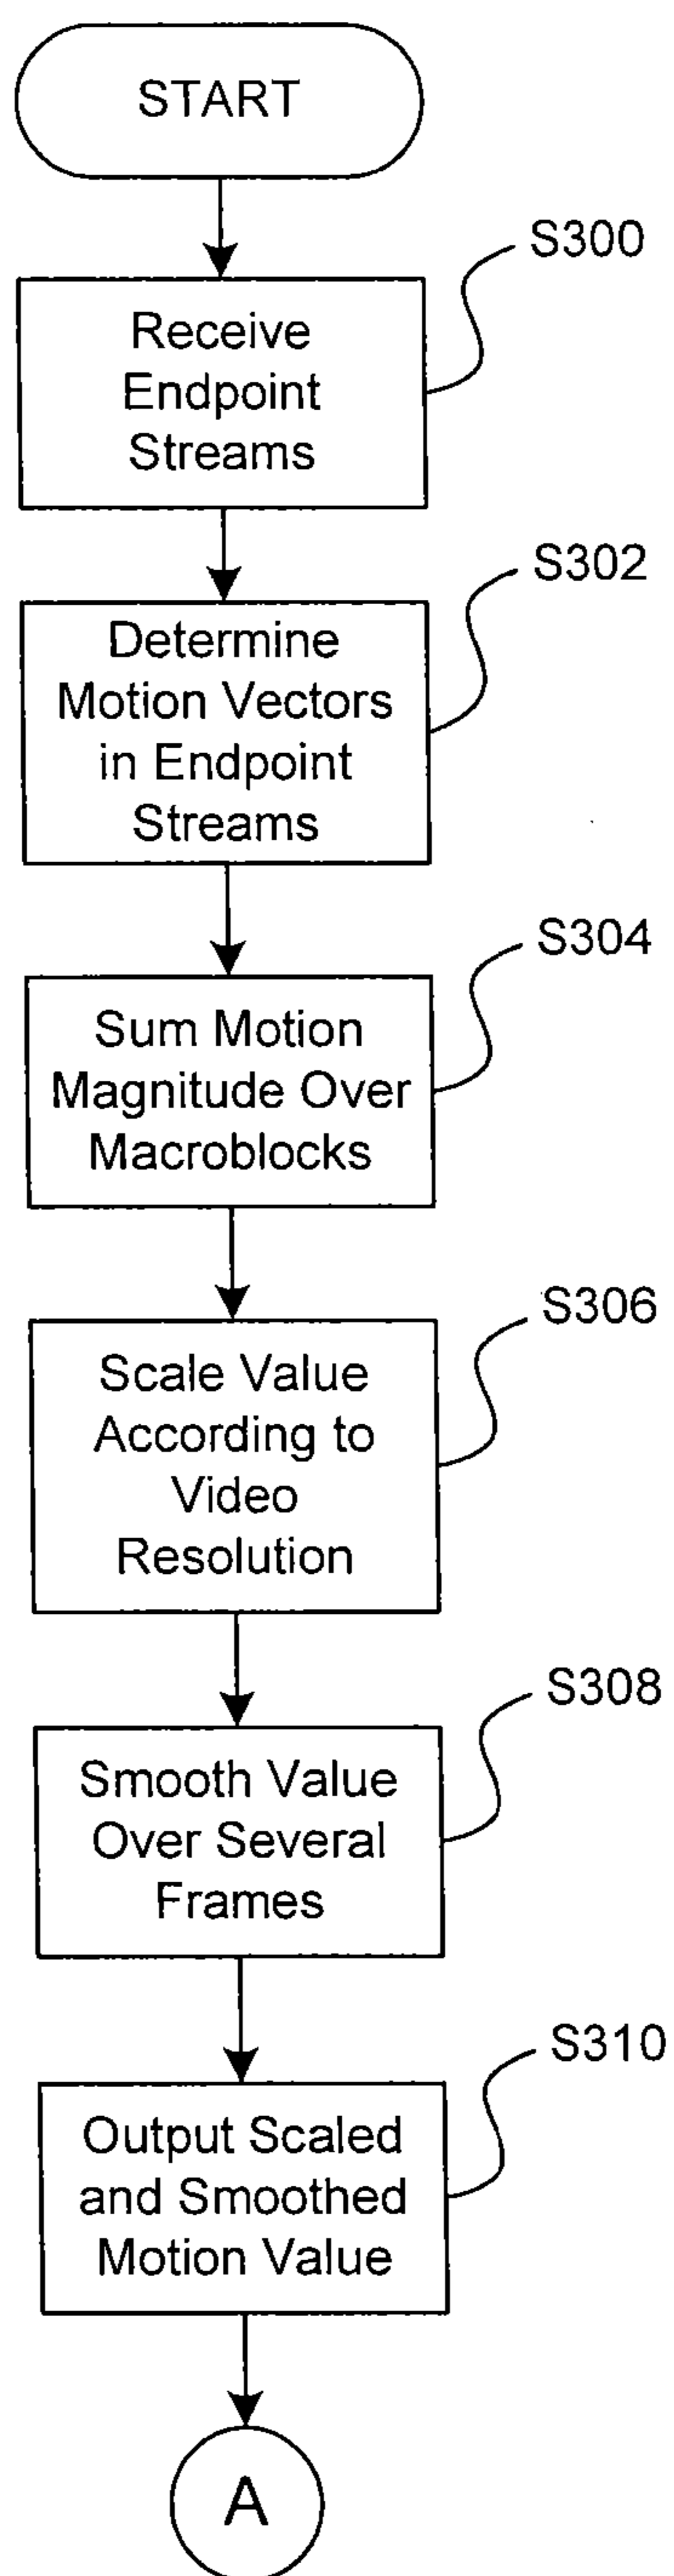 START
S300
Receive
Endpoint
Streams
S302
Determine
Motion Vectors
in Endpoint
Streams
S304
Sum Motion
Magnitude Over
Macroblocks
S306
Scale Value
According to
Video
Resolution
S308
Smooth Value
Over Several
Frames
S310
Output Scaled
and Smoothed
Motion Value
A